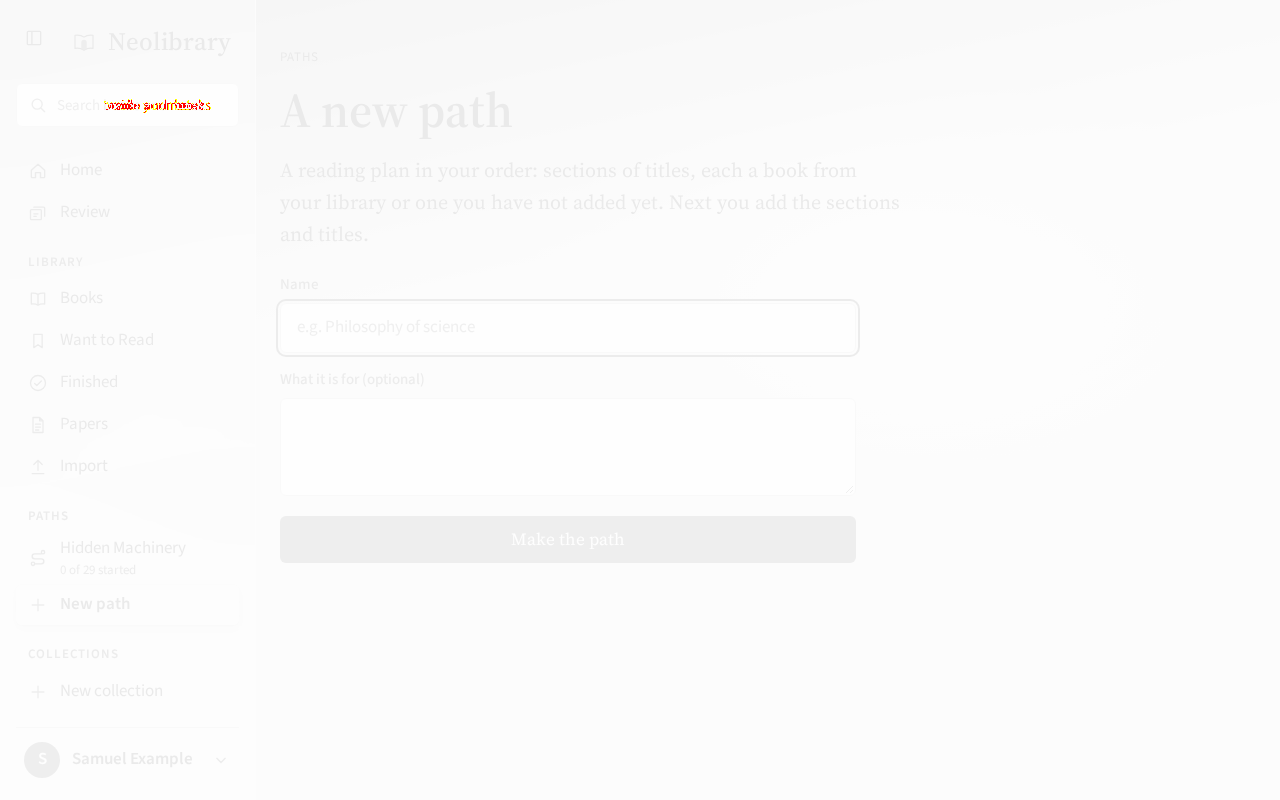 Neolibrary
Search
Home
Review
LIBRARY
Books
Want to Read
Finished
Papers
Import
PATHS
Hidden Machinery
0 of 29 started
New path
COLLECTIONS
New collection
S
Samuel Example
PATHS
A new path
A reading plan in your order: sections of titles, each a book from
your library or one you have not added yet. Next you add the sections
and titles.
Name
e.g. Philosophy of science
What it is for (optional)
Make the path